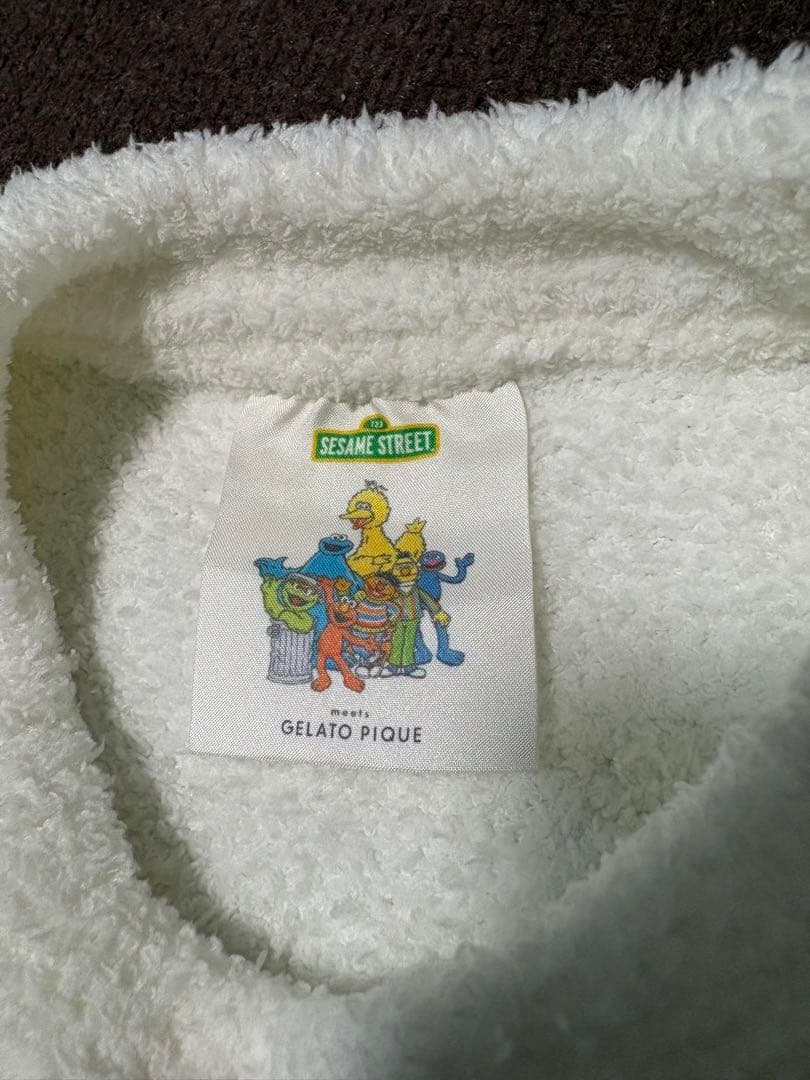 123
SESAME STREET
meets
GELATO PIQUE